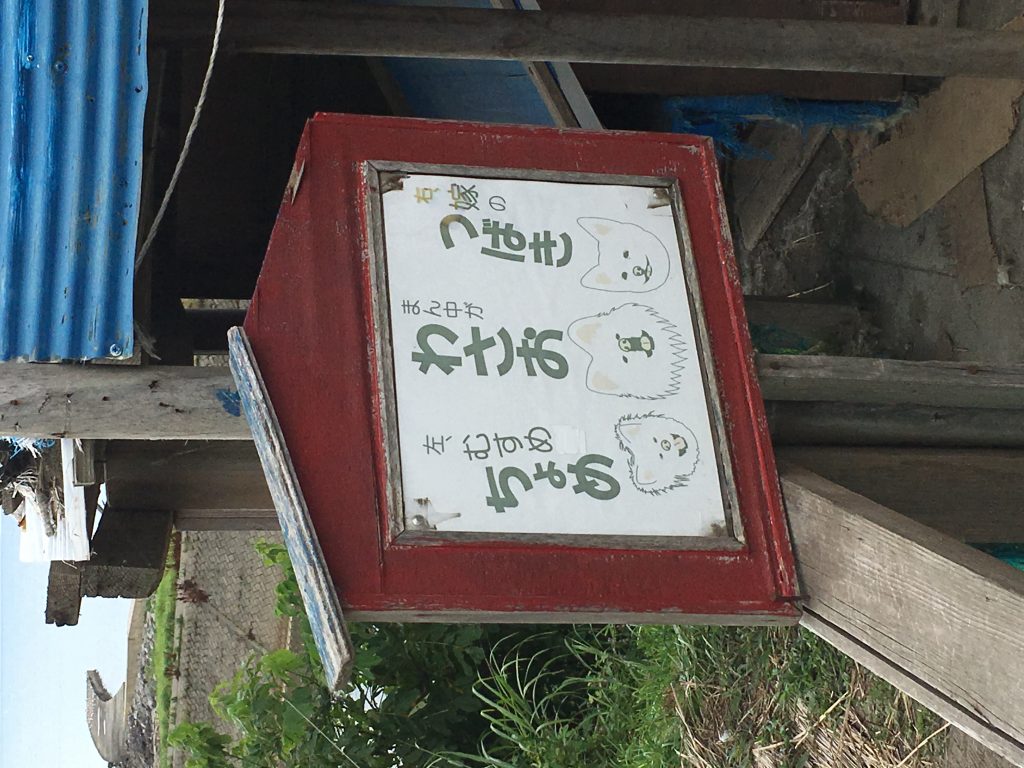 右、嫁の
つばき
まん中が
わさお
左、むすめ
ちょめ